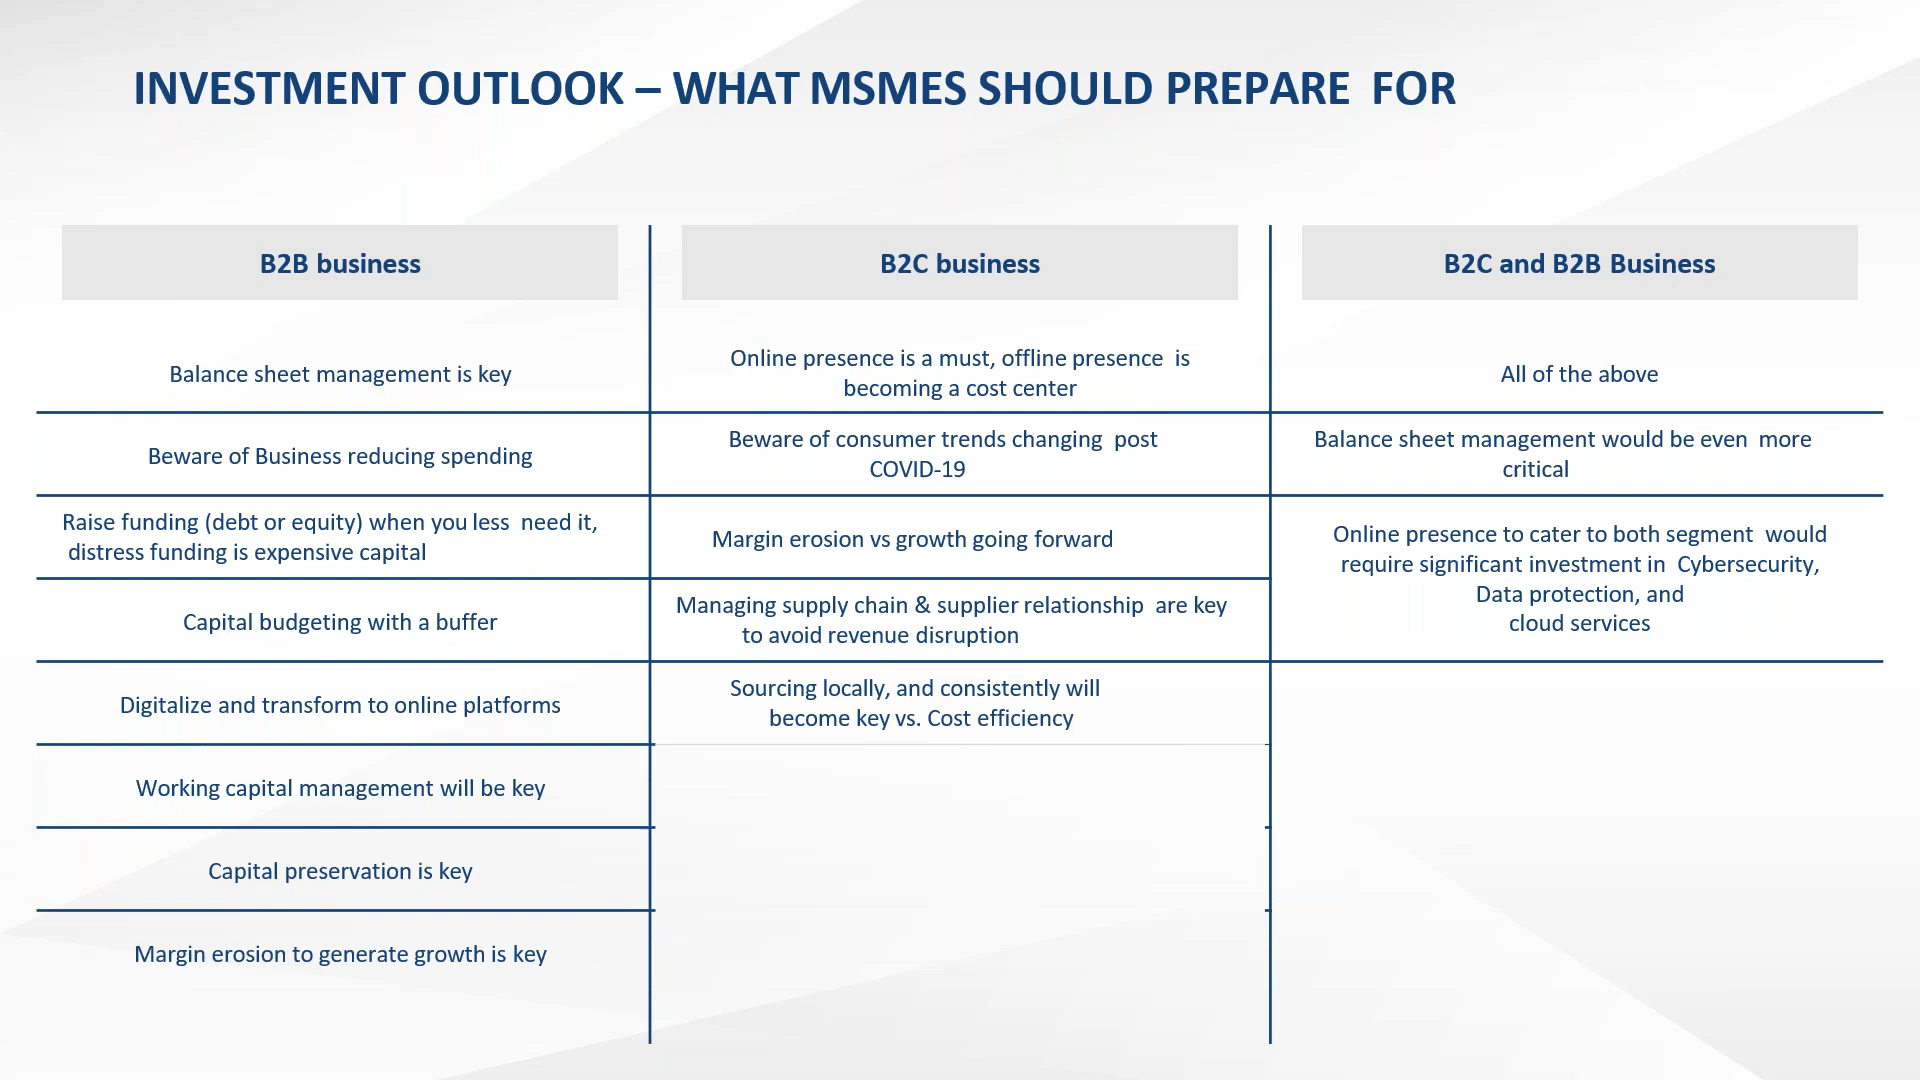 INVESTMENT OUTLOOK – WHAT MSMES SHOULD PREPARE FOR
B2B business
Balance sheet management is key
Beware of Business reducing spending
Raise funding (debt or equity) when you less need it,
distress funding is expensive capital
Capital budgeting with a buffer
Digitalize and transform to online platforms
Working capital management will be key
Capital preservation is key
Margin erosion to generate growth is key
B2C business
Online presence is a must, offline presence is
becoming a cost center
Beware of consumer trends changing post
COVID-19
Margin erosion vs growth going forward
Managing supply chain & supplier relationship are key
to avoid revenue disruption
Sourcing locally, and consistently will
become key vs. Cost efficiency
B2C and B2B Business
All of the above
Balance sheet management would be even more
critical
Online presence to cater to both segment would
require significant investment in Cybersecurity,
Data protection, and
cloud services